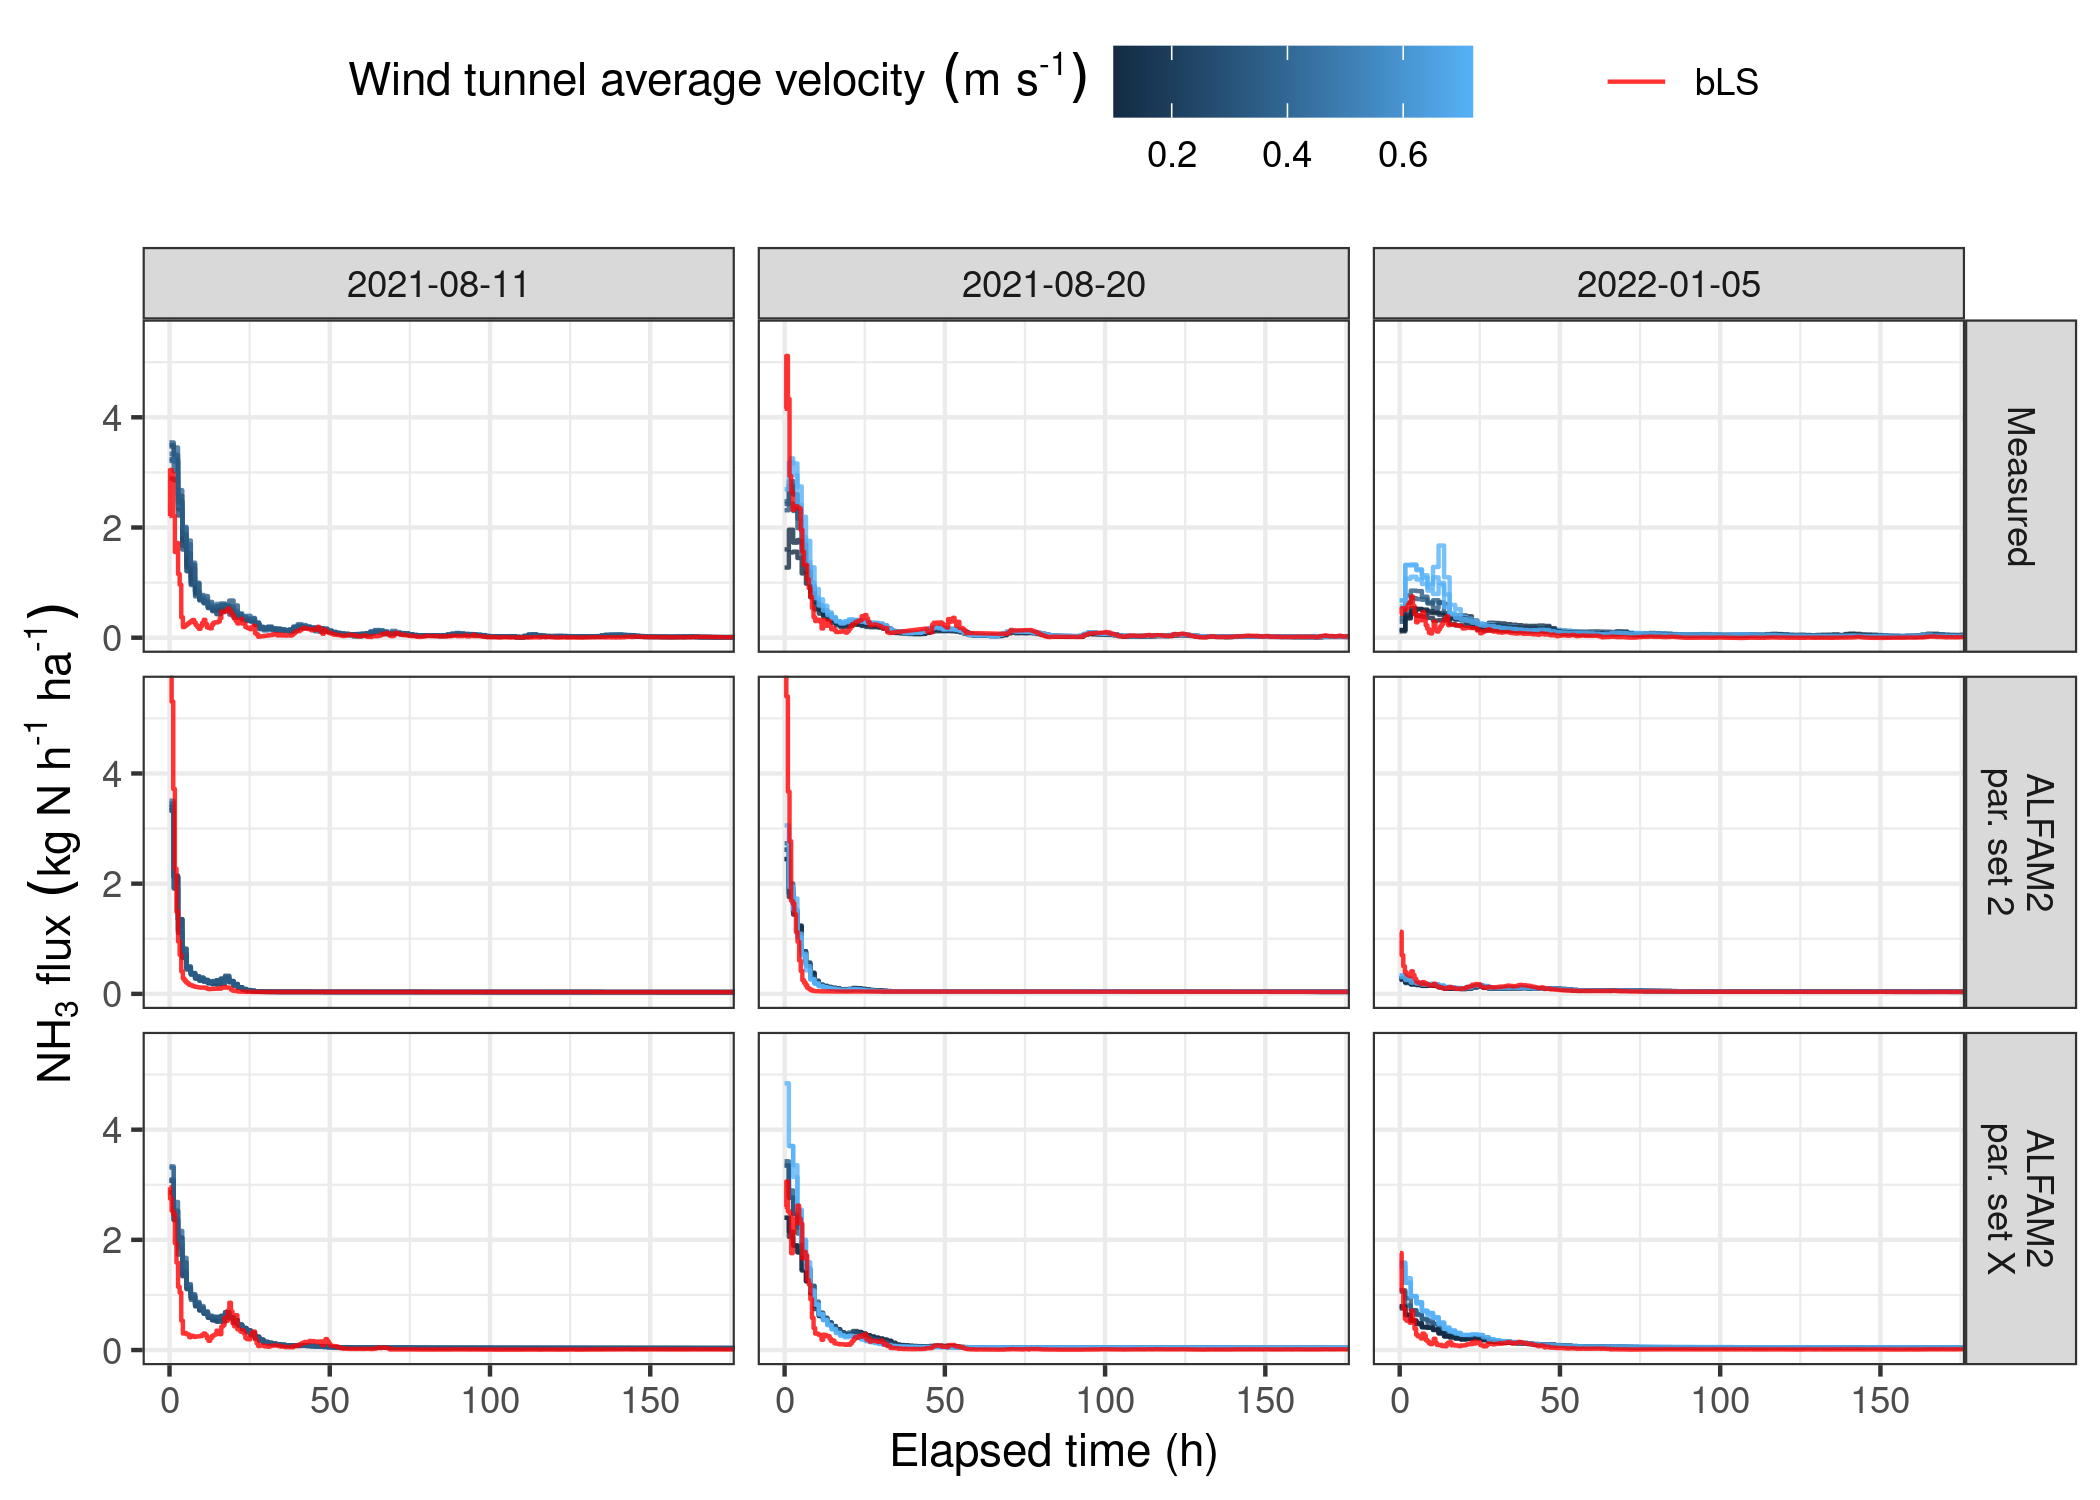 Wind tunnel average velocity (m s⁻¹)
0.2 0.4 0.6
bLS
2021-08-11 2021-08-20 2022-01-05
NH₃ flux (kg N h⁻¹ ha⁻¹)
4
2
0
Measured
4
2
0
ALFAM2
par. set 2
4
2
0
ALFAM2
par. set X
0 50 100 150 0 50 100 150 0 50 100 150
Elapsed time (h)